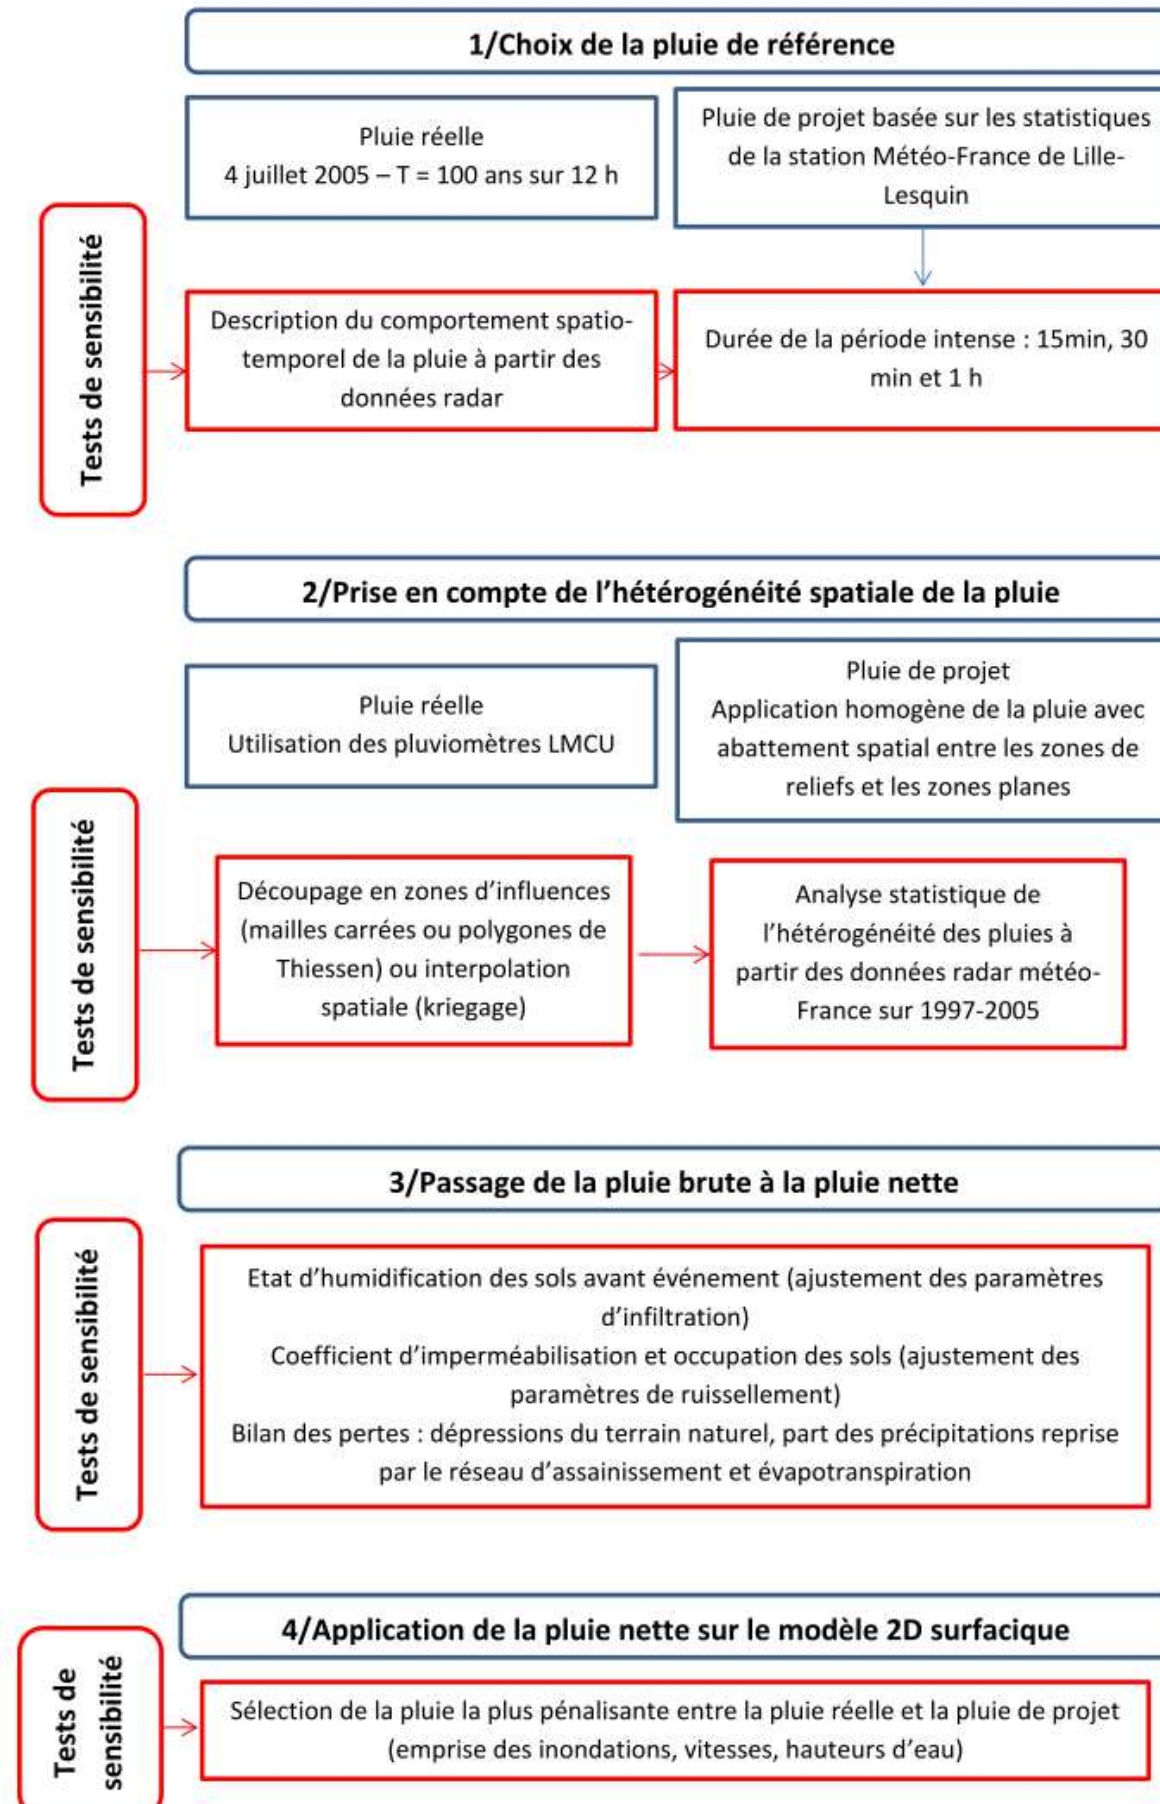 1/Choix de la pluie de référence
Pluie réelle
4 juillet 2005 – T = 100 ans sur 12 h
Pluie de projet basée sur les statistiques
de la station Météo-France de Lille-
Lesquin
Tests de sensibilité
Description du comportement spatio-
temporel de la pluie à partir des
données radar
Durée de la période intense : 15min, 30
min et 1 h
2/Prise en compte de l’hétérogénéité spatiale de la pluie
Pluie réelle
Utilisation des pluviomètres LMCU
Pluie de projet
Application homogène de la pluie avec
abattement spatial entre les zones de
reliefs et les zones planes
Tests de sensibilité
Découpage en zones d’influences
(mailles carrées ou polygones de
Thiessen) ou interpolation
spatiale (kriegage)
Analyse statistique de
l’hétérogénéité des pluies à
partir des données radar météo-
France sur 1997-2005
3/Passage de la pluie brute à la pluie nette
Tests de sensibilité
Etat d’humidification des sols avant événement (ajustement des paramètres
d’infiltration)
Coefficient d’imperméabilisation et occupation des sols (ajustement des
paramètres de ruissellement)
Bilan des pertes : dépressions du terrain naturel, part des précipitations reprise
par le réseau d’assainissement et évapotranspiration
4/Application de la pluie nette sur le modèle 2D surfacique
Tests de
sensibilité
Sélection de la pluie la plus pénalisante entre la pluie réelle et la pluie de projet
(emprise des inondations, vitesses, hauteurs d’eau)